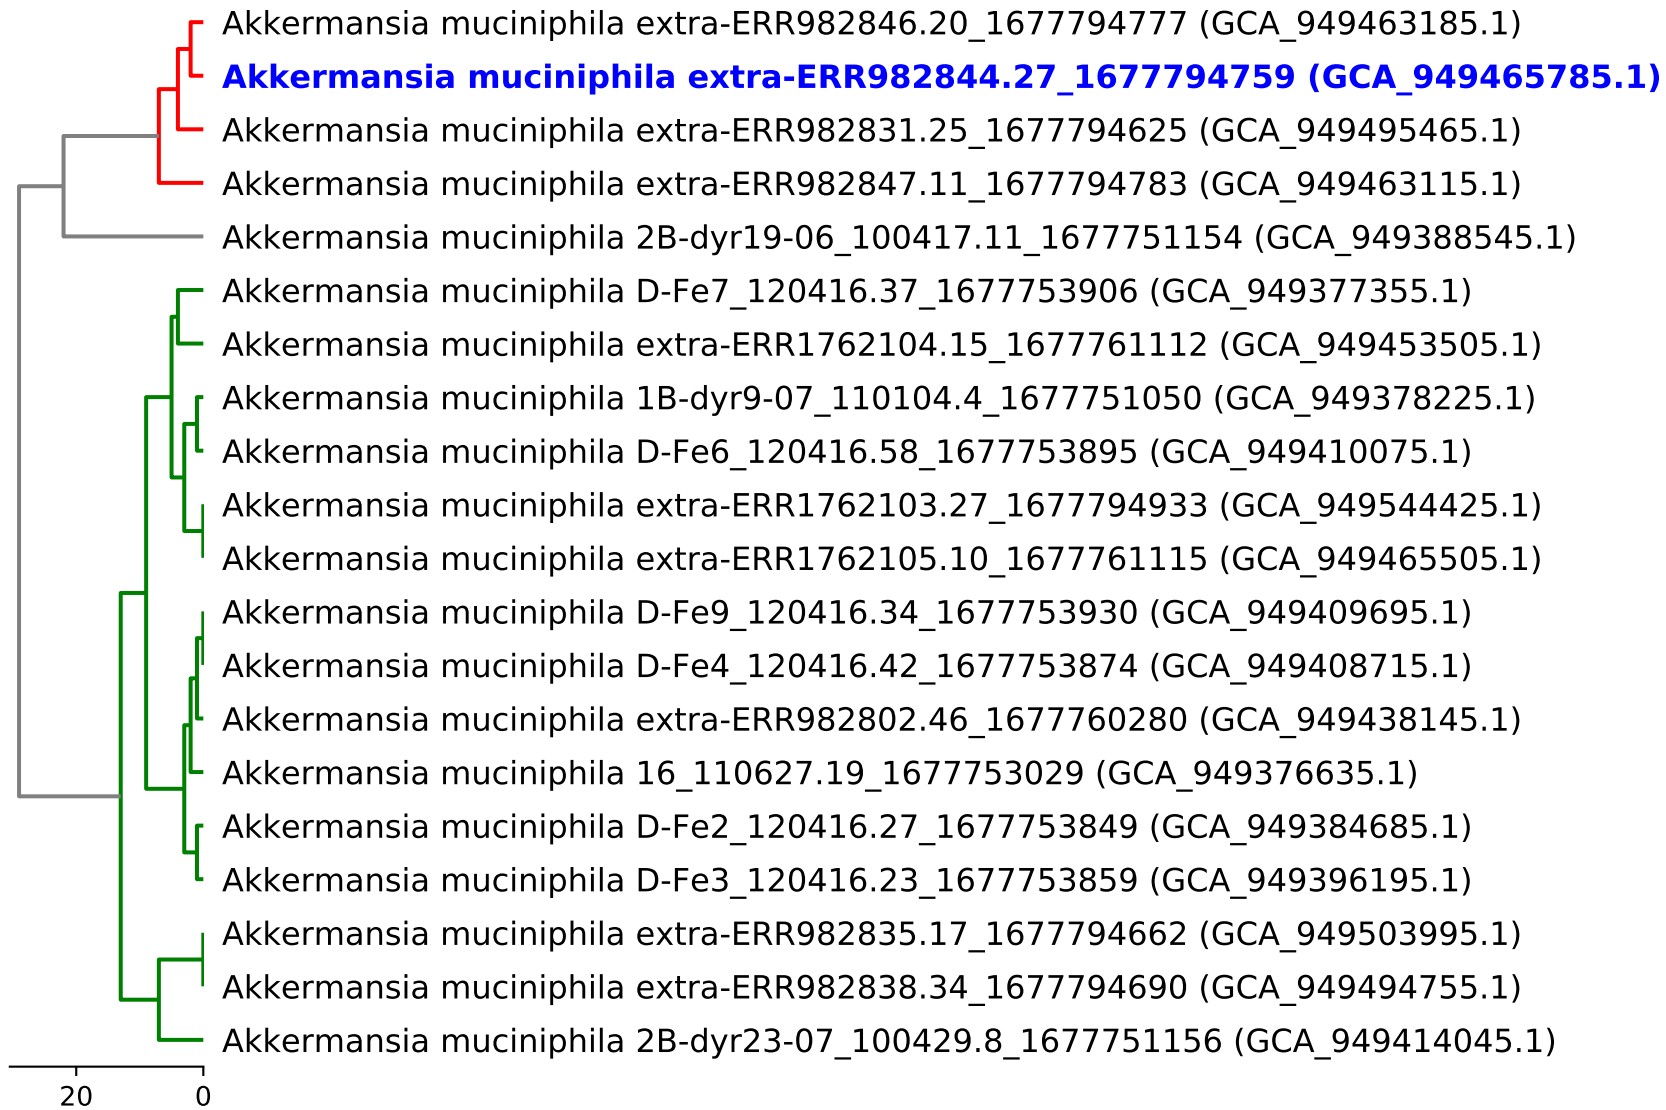 Akkermansia muciniphila extra-ERR982846.20_1677794777 (GCA_949463185.1)
Akkermansia muciniphila extra-ERR982844.27_1677794759 (GCA_949465785.1)
Akkermansia muciniphila extra-ERR982831.25_1677794625 (GCA_949495465.1)
Akkermansia muciniphila extra-ERR982847.11_1677794783 (GCA_949463115.1)
Akkermansia muciniphila 2B-dyr19-06_100417.11_1677751154 (GCA_949388545.1)
Akkermansia muciniphila D-Fe7_120416.37_1677753906 (GCA_949377355.1)
Akkermansia muciniphila extra-ERR1762104.15_1677761112 (GCA_949453505.1)
Akkermansia muciniphila 1B-dyr9-07_110104.4_1677751050 (GCA_949378225.1)
Akkermansia muciniphila D-Fe6_120416.58_1677753895 (GCA_949410075.1)
Akkermansia muciniphila extra-ERR1762103.27_1677794933 (GCA_949544425.1)
Akkermansia muciniphila extra-ERR1762105.10_1677761115 (GCA_949465505.1)
Akkermansia muciniphila D-Fe9_120416.34_1677753930 (GCA_949409695.1)
Akkermansia muciniphila D-Fe4_120416.42_1677753874 (GCA_949408715.1)
Akkermansia muciniphila extra-ERR982802.46_1677760280 (GCA_949438145.1)
Akkermansia muciniphila 16_110627.19_1677753029 (GCA_949376635.1)
Akkermansia muciniphila D-Fe2_120416.27_1677753849 (GCA_949384685.1)
Akkermansia muciniphila D-Fe3_120416.23_1677753859 (GCA_949396195.1)
Akkermansia muciniphila extra-ERR982835.17_1677794662 (GCA_949503995.1)
Akkermansia muciniphila extra-ERR982838.34_1677794690 (GCA_949494755.1)
Akkermansia muciniphila 2B-dyr23-07_100429.8_1677751156 (GCA_949414045.1)
20 0